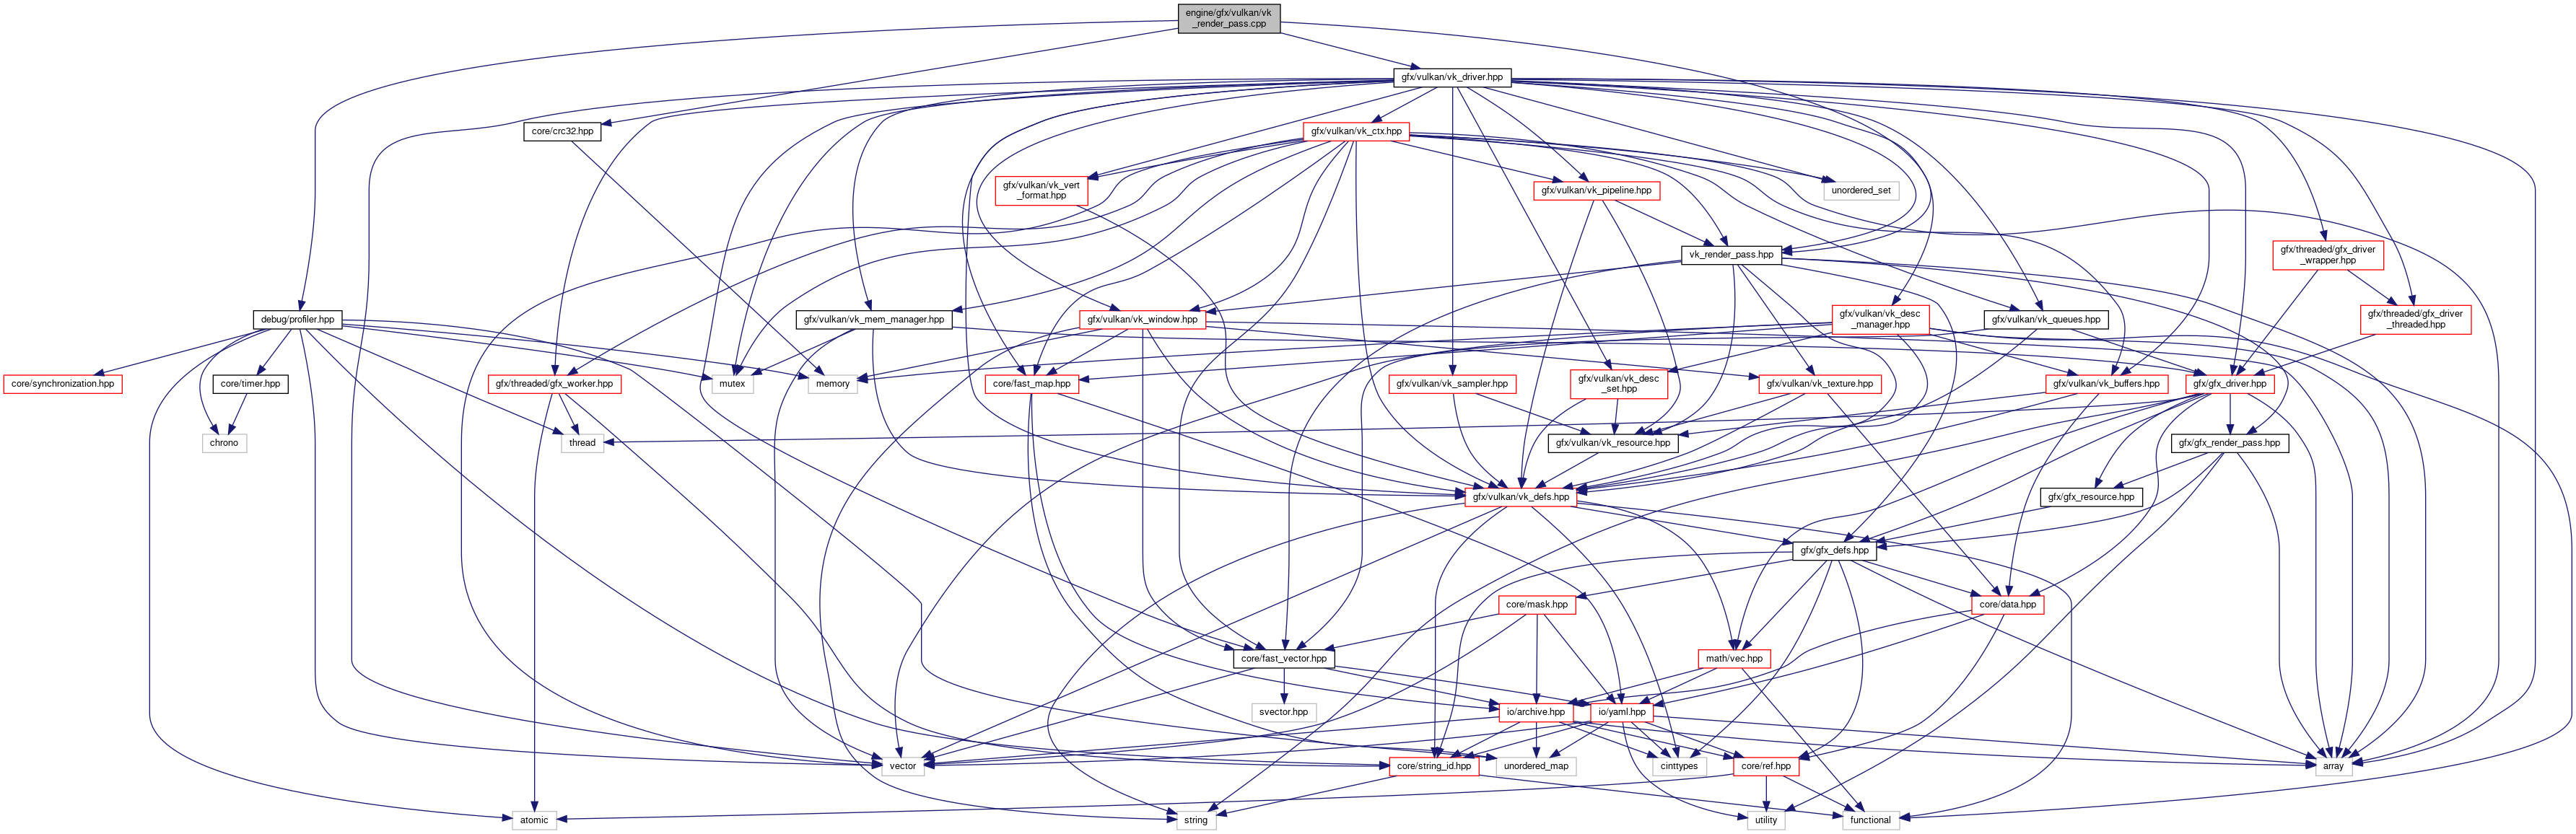 engine/gfx/vulkan/vk
_render_pass.cpp
gfx/vulkan/vk_driver.hpp
core/crc32.hpp
gfx/vulkan/vk_ctx.hpp
gfx/vulkan/vk_vert
_format.hpp
gfx/vulkan/vk_pipeline.hpp
unordered_set
vk_render_pass.hpp
gfx/threaded/gfx_driver
_wrapper.hpp
debug/profiler.hpp
gfx/vulkan/vk_mem_manager.hpp
gfx/vulkan/vk_window.hpp
gfx/vulkan/vk_desc
_manager.hpp
gfx/vulkan/vk_queues.hpp
gfx/threaded/gfx_driver
_threaded.hpp
core/synchronization.hpp
core/timer.hpp
gfx/threaded/gfx_worker.hpp
mutex
memory
core/fast_map.hpp
gfx/vulkan/vk_sampler.hpp
gfx/vulkan/vk_desc
_set.hpp
gfx/vulkan/vk_texture.hpp
gfx/vulkan/vk_buffers.hpp
gfx/gfx_driver.hpp
chrono
thread
gfx/vulkan/vk_resource.hpp
gfx/gfx_render_pass.hpp
gfx/vulkan/vk_defs.hpp
gfx/gfx_resource.hpp
gfx/gfx_defs.hpp
core/mask.hpp
core/data.hpp
core/fast_vector.hpp
math/vec.hpp
svector.hpp
io/archive.hpp
io/yaml.hpp
vector
core/string_id.hpp
unordered_map
cinttypes
core/ref.hpp
array
atomic
string
utility
functional